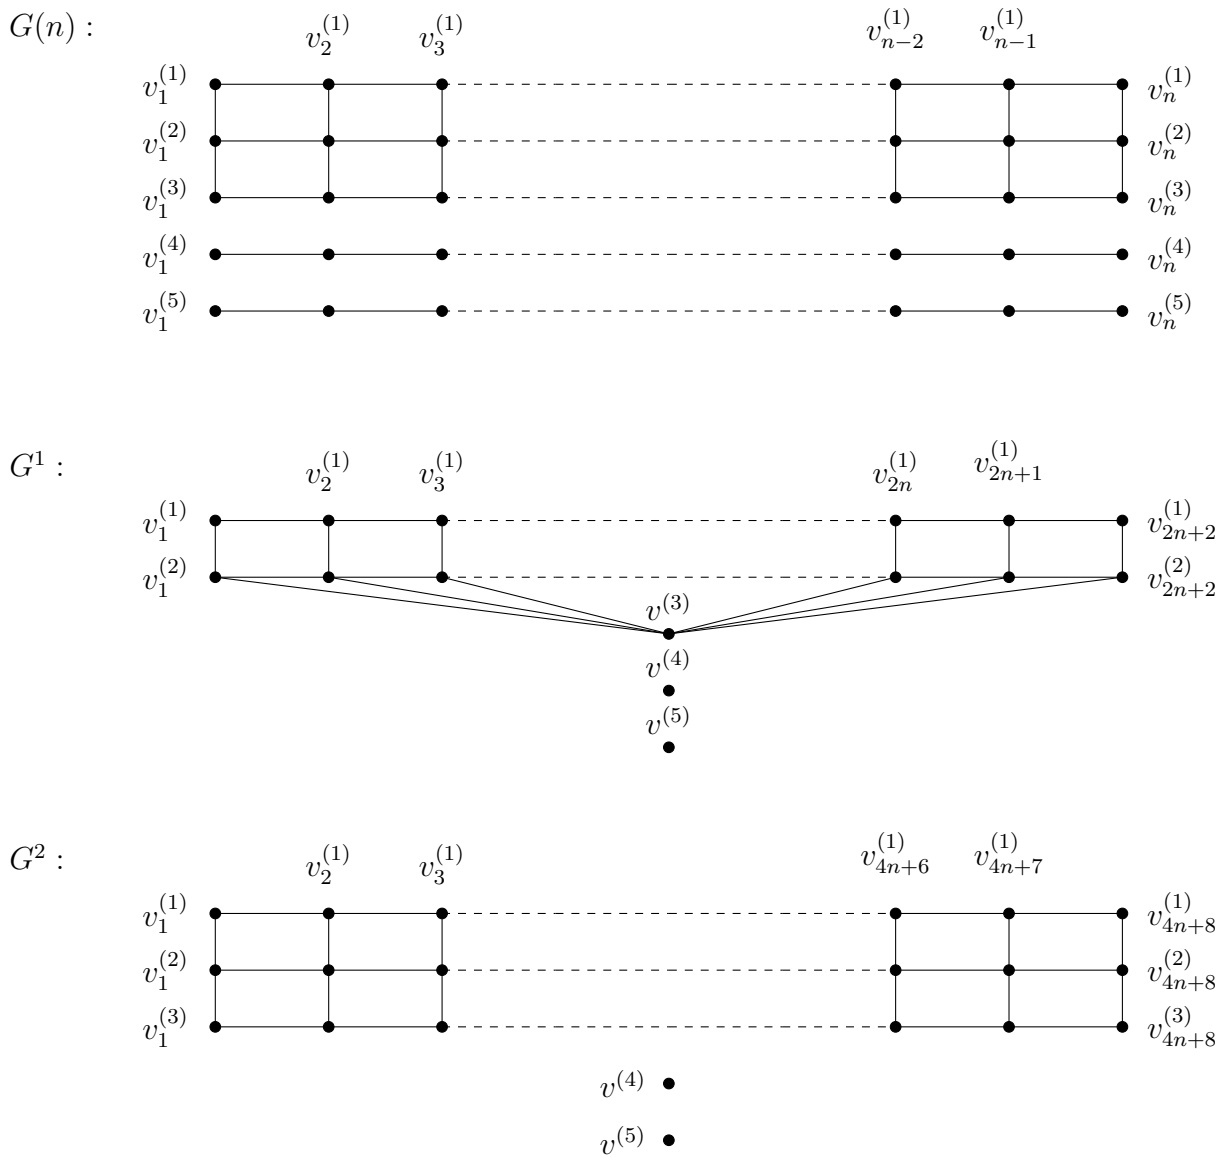 G(n) :
v_2^{(1)} v_3^{(1)} v_{n-2}^{(1)} v_{n-1}^{(1)}
v_1^{(1)} v_n^{(1)}
v_1^{(2)} v_n^{(2)}
v_1^{(3)} v_n^{(3)}
v_1^{(4)} v_n^{(4)}
v_1^{(5)} v_n^{(5)}
G^1 :
v_2^{(1)} v_3^{(1)} v_{2n}^{(1)} v_{2n+1}^{(1)}
v_1^{(1)} v_{2n+2}^{(1)}
v_1^{(2)} v_{2n+2}^{(2)}
v^{(3)}
v^{(4)}
v^{(5)}
G^2 :
v_2^{(1)} v_3^{(1)} v_{4n+6}^{(1)} v_{4n+7}^{(1)}
v_1^{(1)} v_{4n+8}^{(1)}
v_1^{(2)} v_{4n+8}^{(2)}
v_1^{(3)} v_{4n+8}^{(3)}
v^{(4)}
v^{(5)}